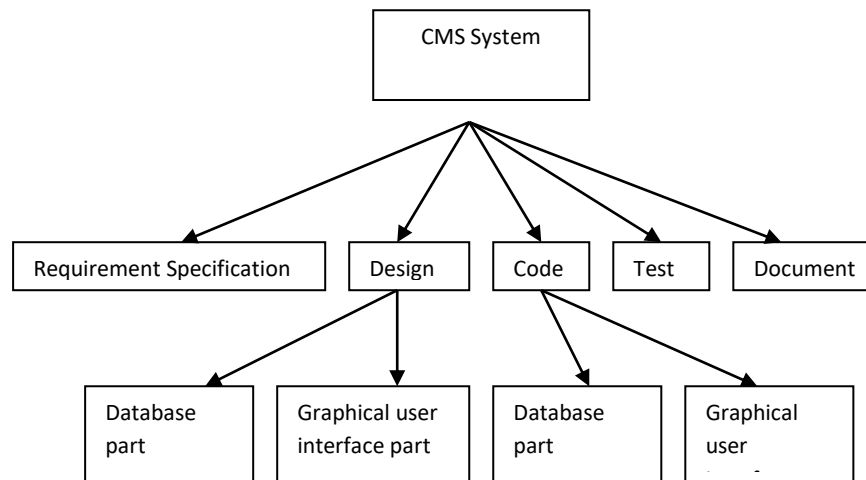 CMS System
Requirement Specification
Design
Code
Test
Document
Database
part
Graphical user
interface part
Database
part
Graphical
user